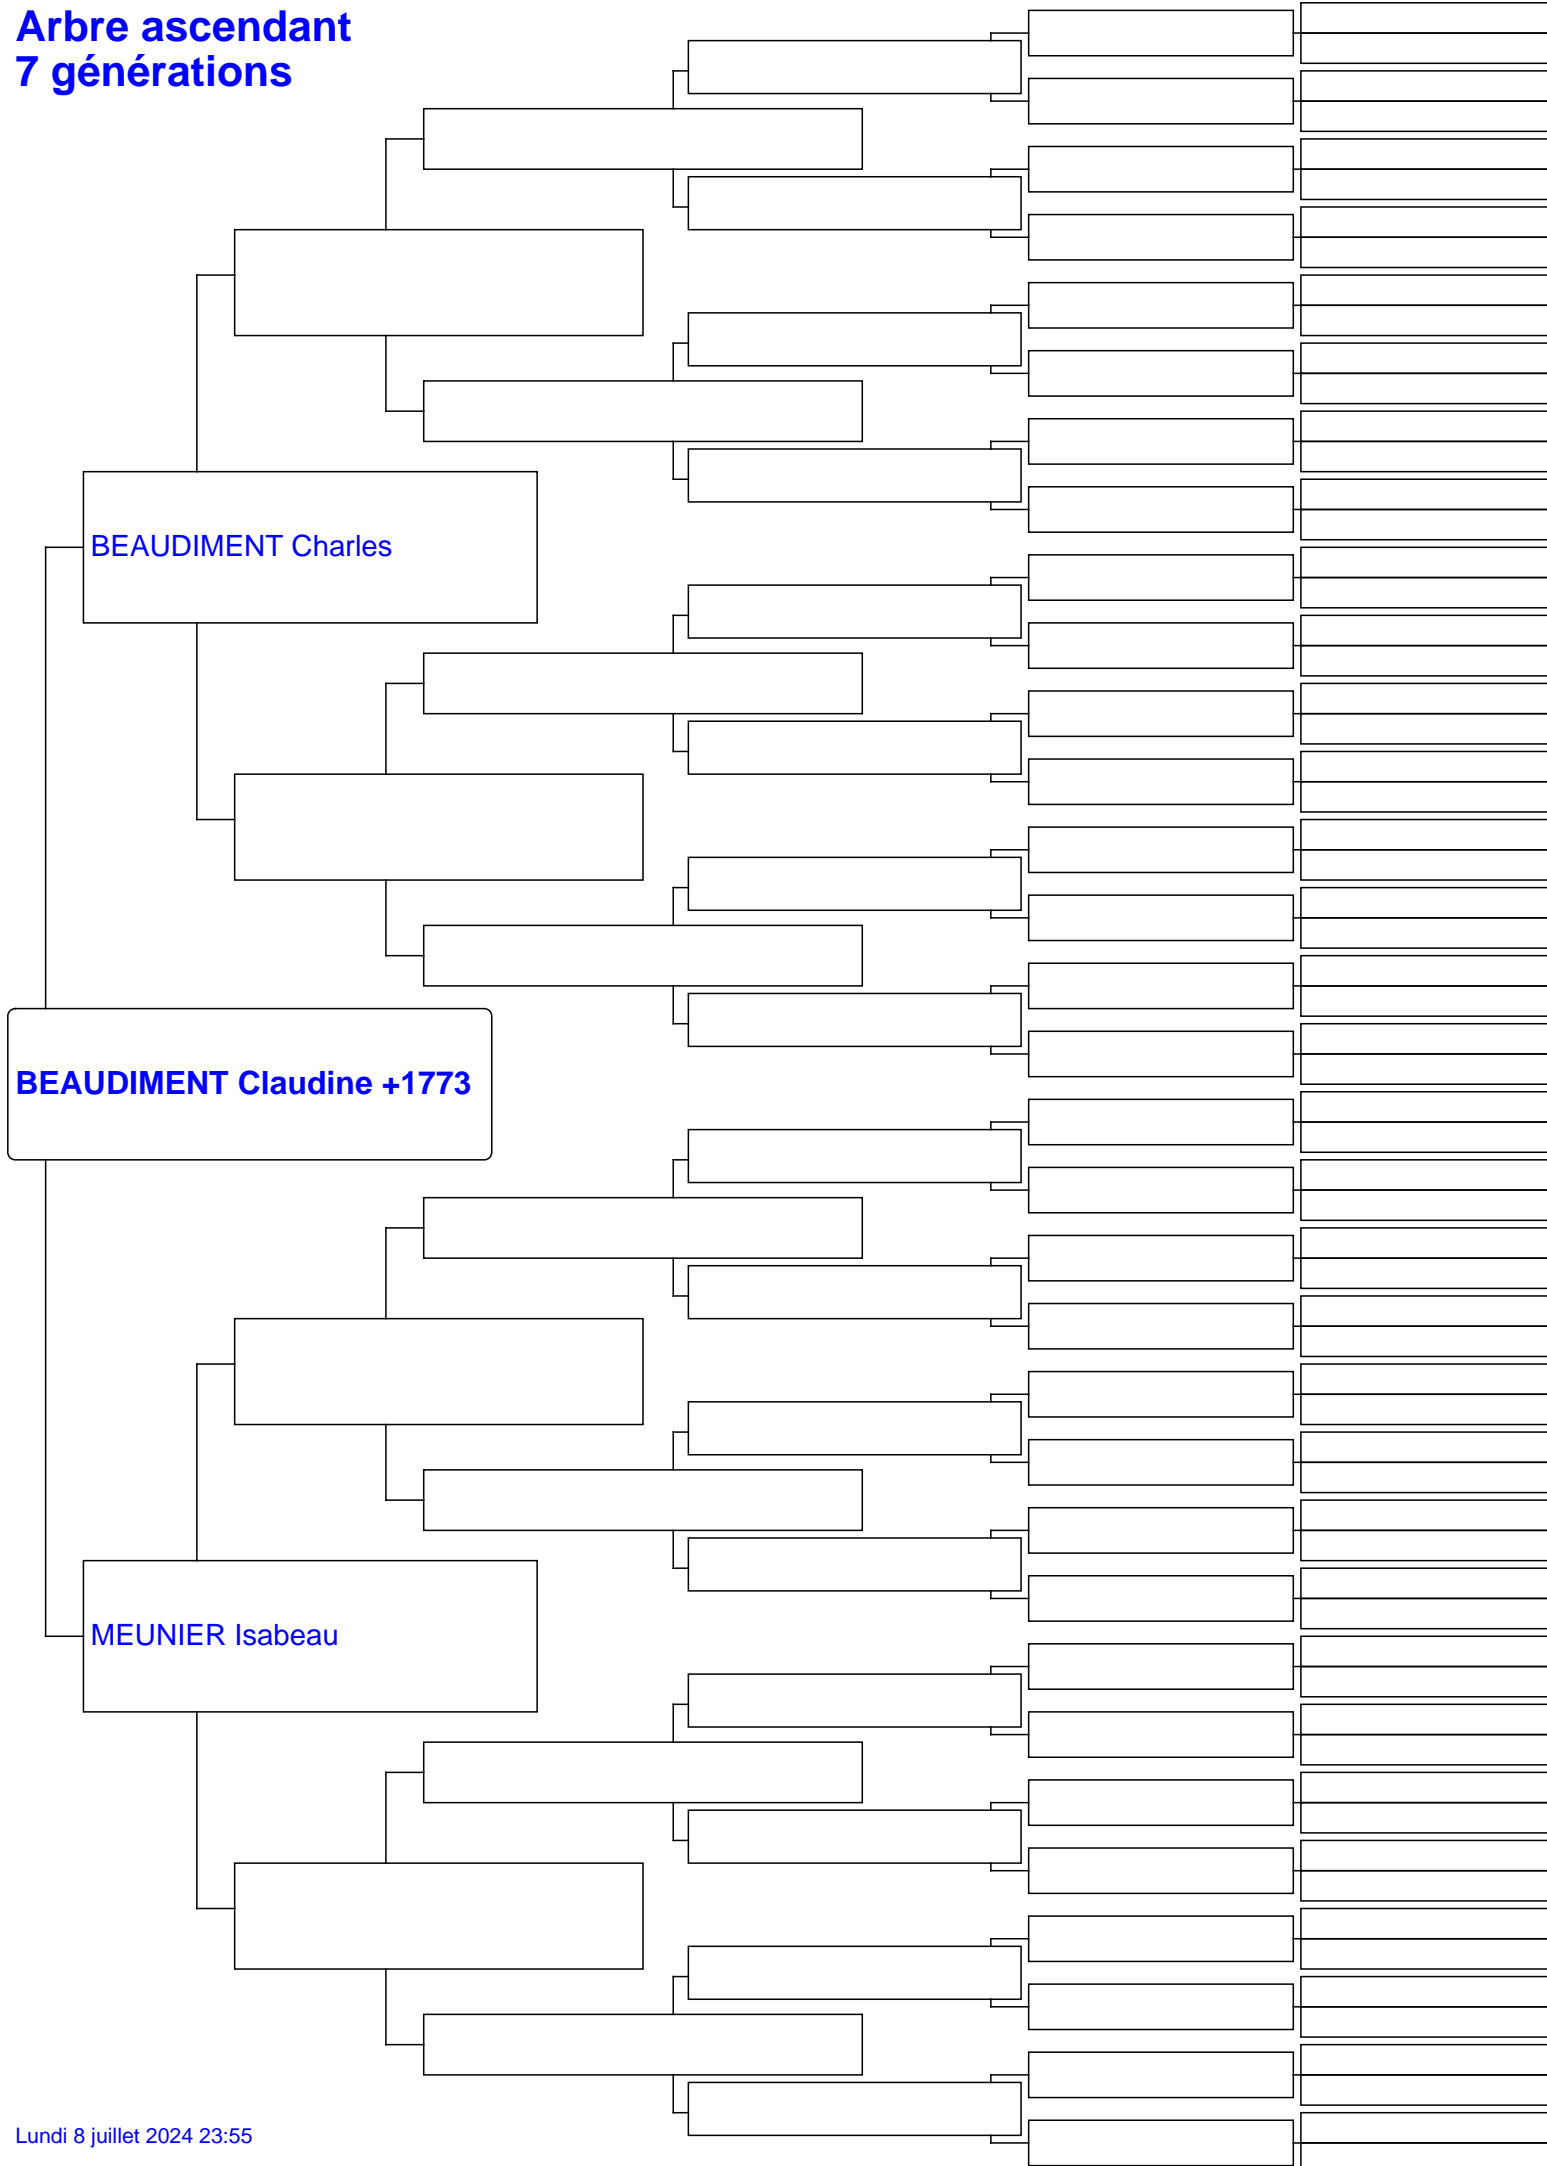 Arbre ascendant
7 générations
BEAUDIMENT Charles
BEAUDIMENT Claudine +1773
MEUNIER Isabeau
Lundi 8 juillet 2024 23:55